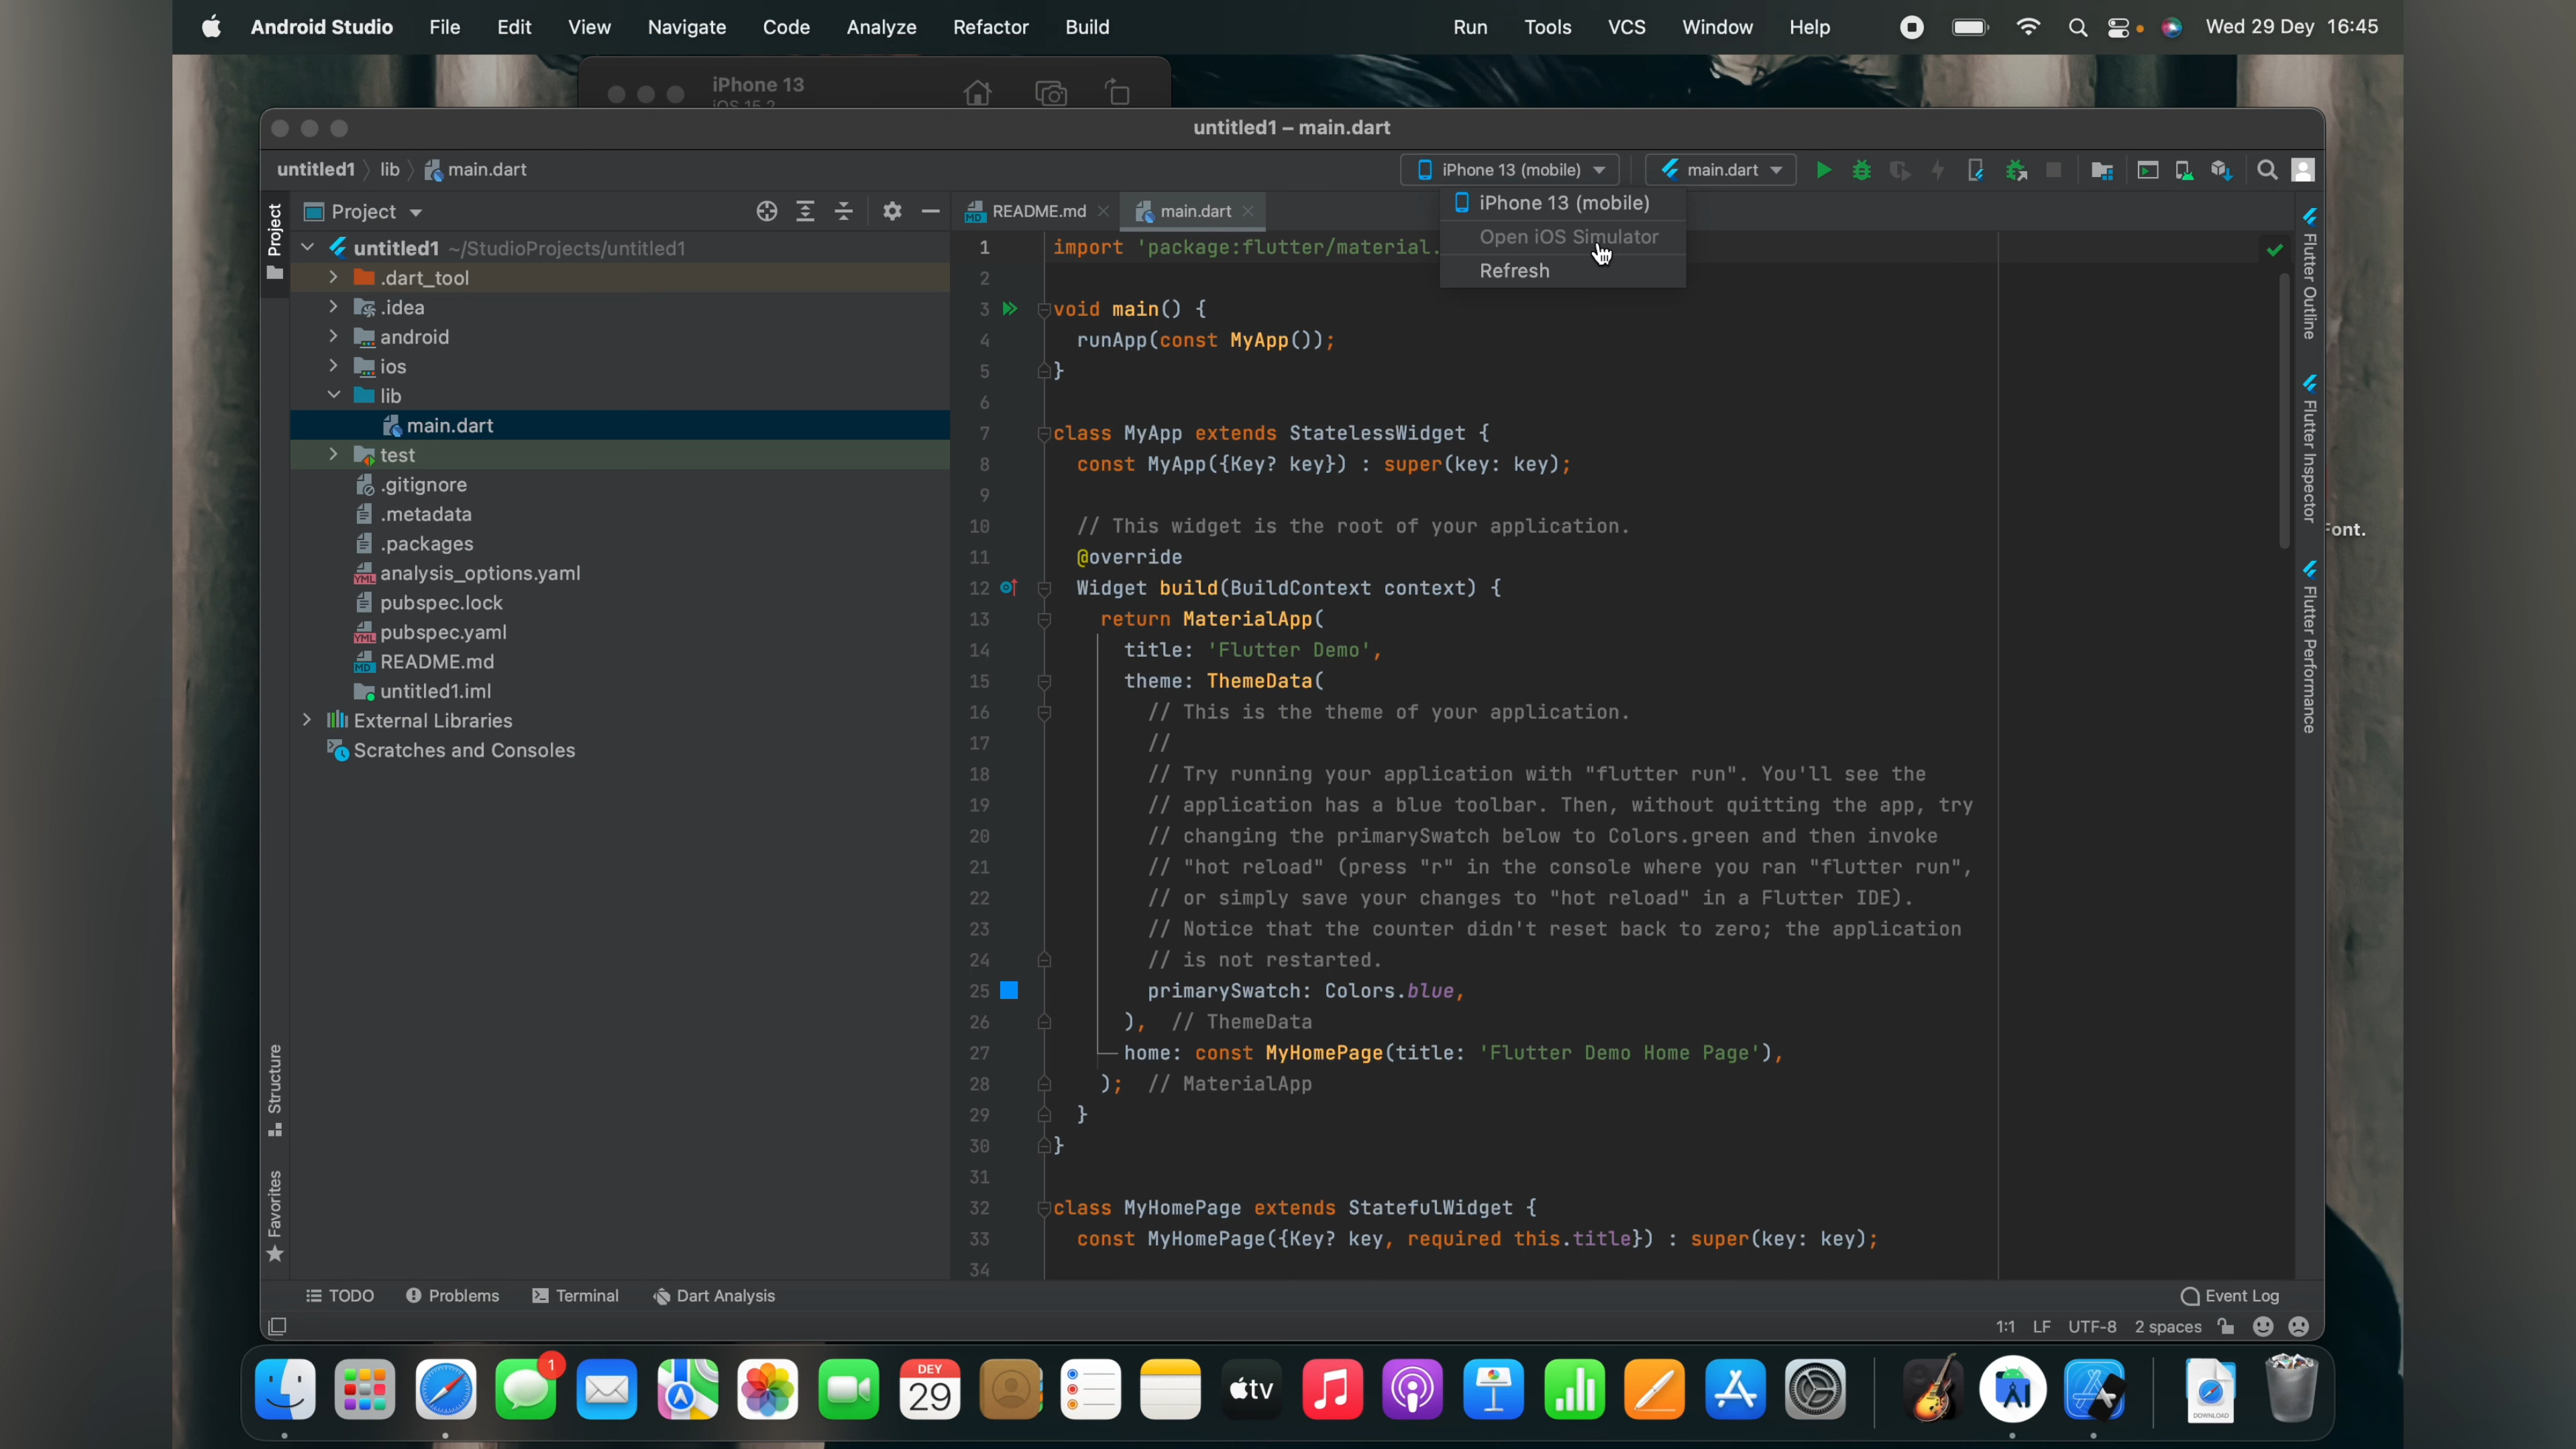 Android Studio File Edit View Navigate Code Analyze Refactor Build Run Tools VCS Window Help Wed 29 Dey 16:45
iPhone 13
iOS 15.2
untitled1 – main.dart
untitled1 lib main.dart iPhone 13 (mobile) main.dart
Project README.md main.dart
iPhone 13 (mobile)
Open iOS Simulator
Refresh
Project
Structure
Favorites
untitled1 ~/StudioProjects/untitled1
.dart_tool
.idea
android
ios
lib
main.dart
test
.gitignore
.metadata
.packages
analysis_options.yaml
pubspec.lock
pubspec.yaml
README.md
untitled1.iml
External Libraries
Scratches and Consoles
1 import 'package:flutter/material.
2
3 void main() {
4 runApp(const MyApp());
5 }
6
7 class MyApp extends StatelessWidget {
8 const MyApp({Key? key}) : super(key: key);
9
10 // This widget is the root of your application.
11 @override
12 Widget build(BuildContext context) {
13 return MaterialApp(
14 title: 'Flutter Demo',
15 theme: ThemeData(
16 // This is the theme of your application.
17 //
18 // Try running your application with "flutter run". You'll see the
19 // application has a blue toolbar. Then, without quitting the app, try
20 // changing the primarySwatch below to Colors.green and then invoke
21 // "hot reload" (press "r" in the console where you ran "flutter run",
22 // or simply save your changes to "hot reload" in a Flutter IDE).
23 // Notice that the counter didn't reset back to zero; the application
24 // is not restarted.
25 primarySwatch: Colors.blue,
26 ), // ThemeData
27 home: const MyHomePage(title: 'Flutter Demo Home Page'),
28 ); // MaterialApp
29 }
30 }
31
32 class MyHomePage extends StatefulWidget {
33 const MyHomePage({Key? key, required this.title}) : super(key: key);
34
Flutter Outline
Flutter Inspector
Flutter Performance
Font.
TODO Problems Terminal Dart Analysis Event Log
1:1 LF UTF-8 2 spaces
1
DEY
29
tv
DOWNLOAD